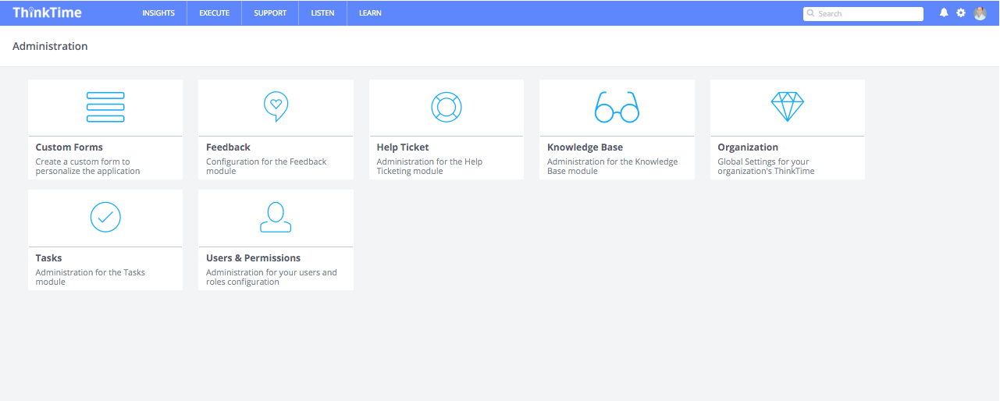 ThinkTime INSIGHTS EXECUTE SUPPORT LISTEN LEARN Search
Administration
Custom Forms
Create a custom form to
personalize the application
Feedback
Configuration for the Feedback
module
Help Ticket
Administration for the Help
Ticketing module
Knowledge Base
Administration for the Knowledge
Base module
Organization
Global Settings for your
organization's ThinkTime
Tasks
Administration for the Tasks
module
Users & Permissions
Administration for your users and
roles configuration